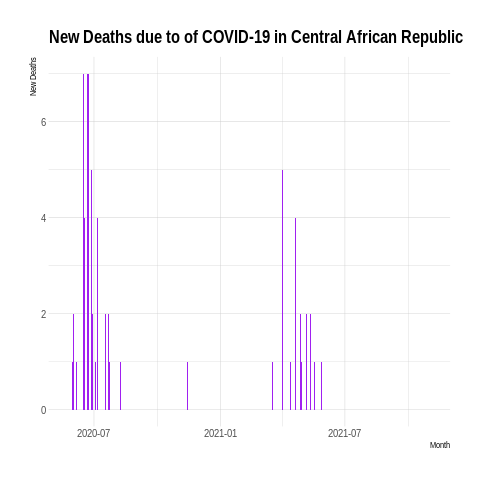 New Deaths due to of COVID-19 in Central African Republic
New Deaths
6
4
2
0
2020-07 2021-01 2021-07
Month